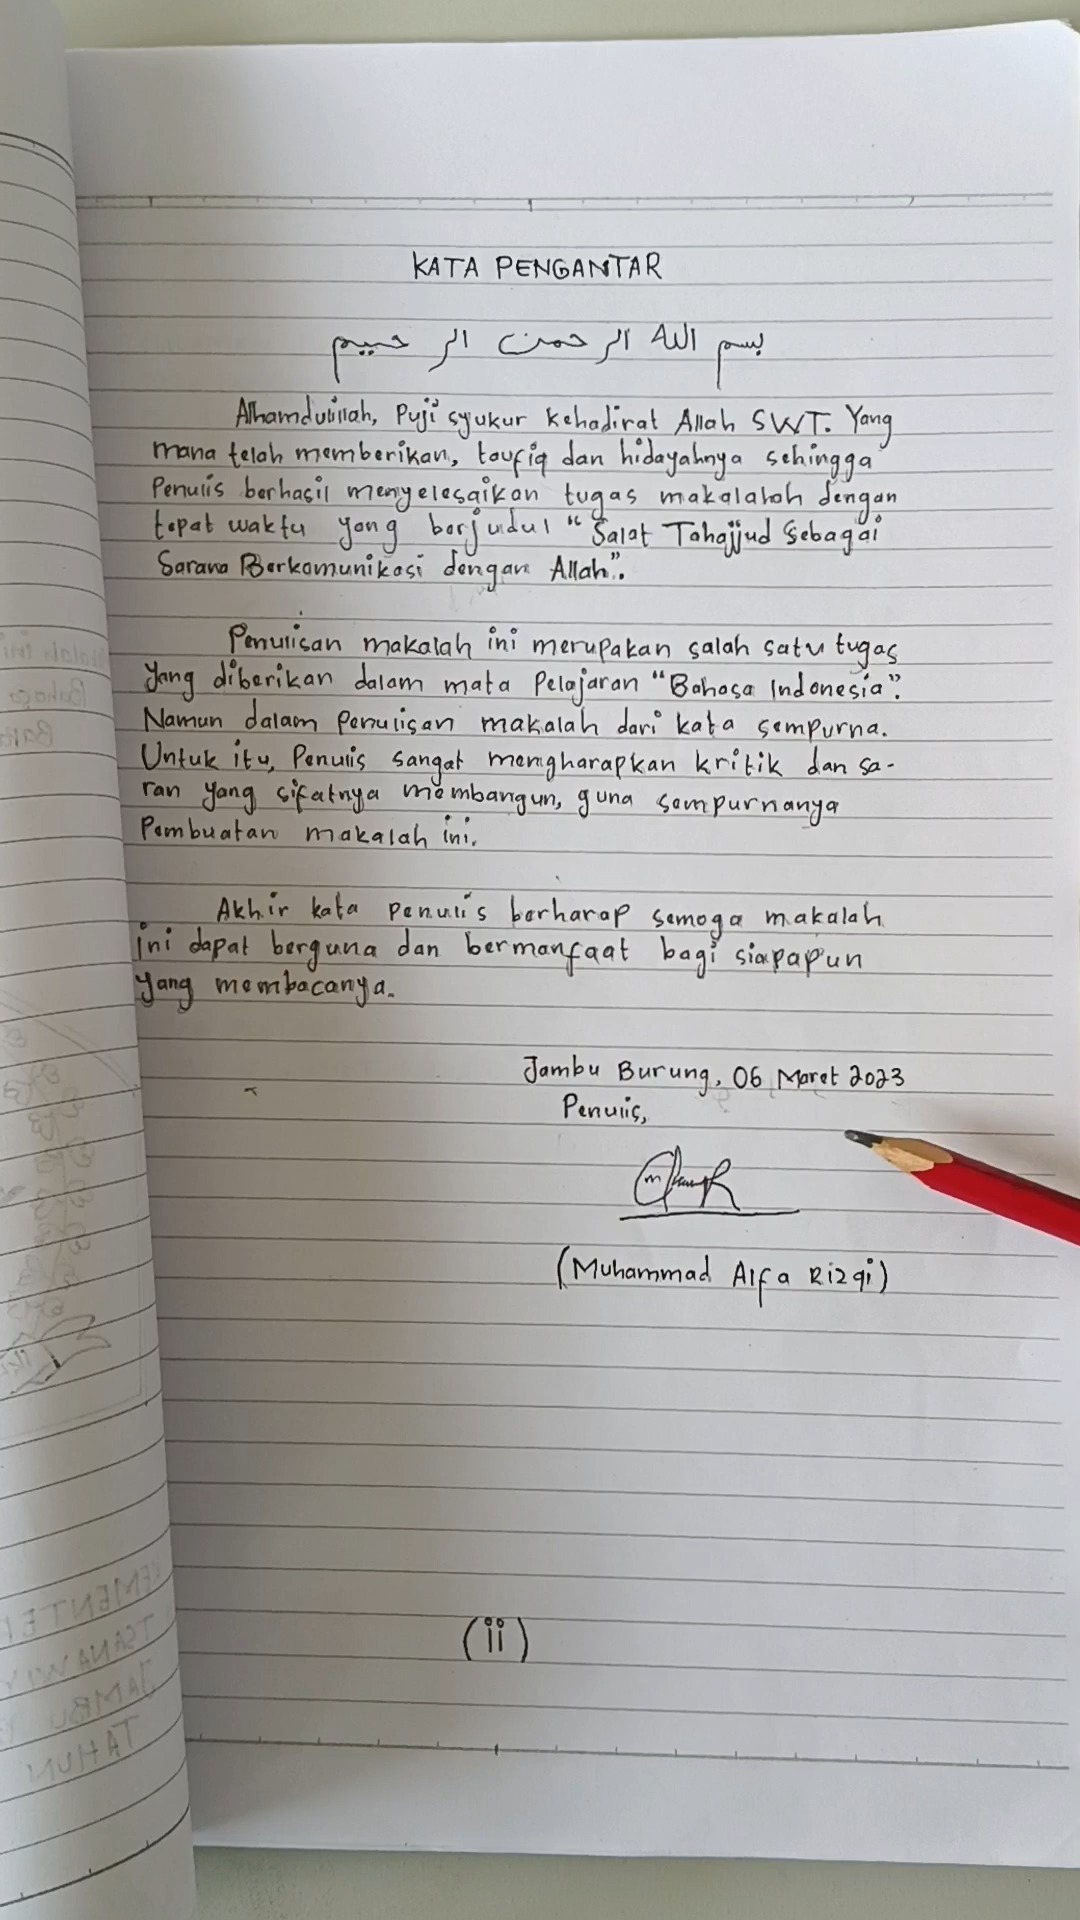 KATA PENGANTAR
بسم الله الرحمن الرحيم
Alhamdulillah, Puji syukur kehadirat Allah SWT. Yang
mana telah memberikan, taufiq dan hidayahnya sehingga
Penulis berhasil menyelesaikan tugas makalahah dengan
tepat waktu yang berjudul "Salat Tahajjud Sebagai
Sarana Berkomunikasi dengan Allah".
Penulisan makalah ini merupakan salah satu tugas
yang diberikan dalam mata Pelajaran "Bahasa Indonesia".
Namun dalam Penulisan makalah dari kata sempurna.
Untuk itu, Penulis sangat mengharapkan kritik dan sa-
ran yang sifatnya membangun, guna sempurnanya
Pembuatan makalah ini.
Akhir kata Penulis berharap semoga makalah
ini dapat berguna dan bermanfaat bagi siapapun
yang membacanya.
Jambu Burung, 06 Maret 2023
Penulis,
(Muhammad Alfa Rizqi)
(ii)